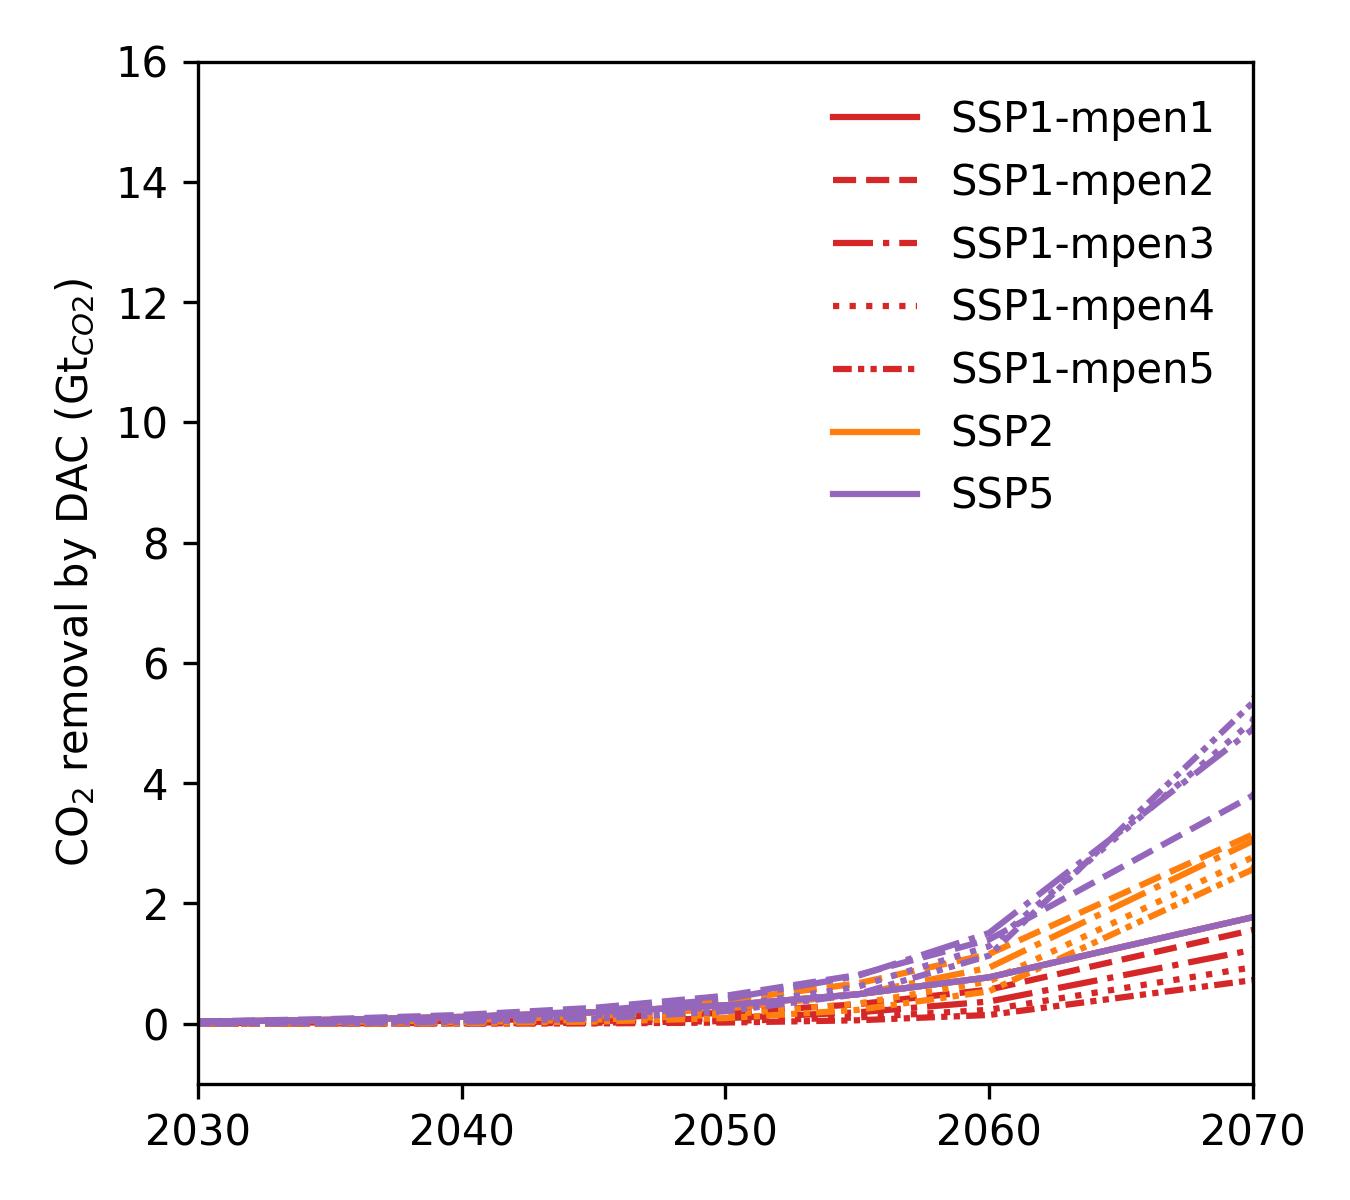 CO₂ removal by DAC (Gt_CO2)
16
14
12
10
8
6
4
2
0
SSP1-mpen1
SSP1-mpen2
SSP1-mpen3
SSP1-mpen4
SSP1-mpen5
SSP2
SSP5
2030 2040 2050 2060 2070